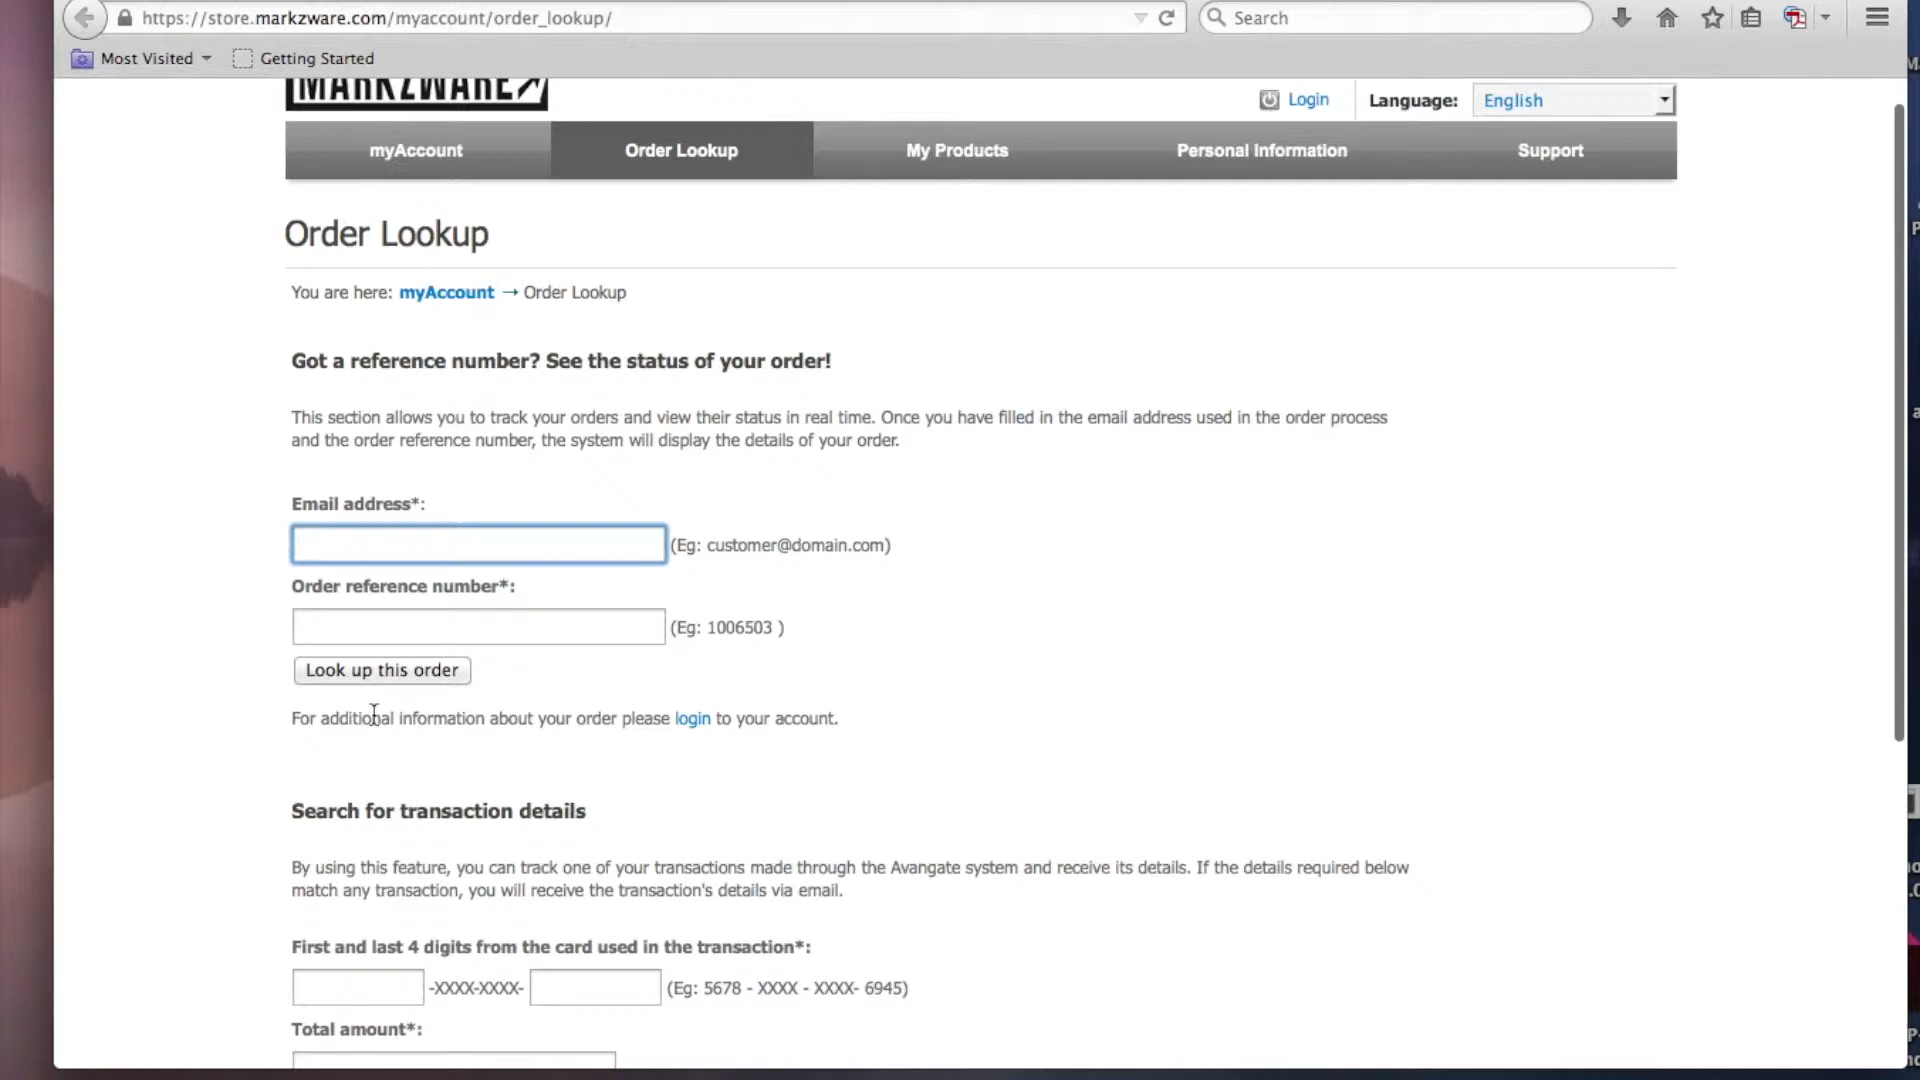 https://store.markzware.com/myaccount/order_lookup/
Search
Most Visited
Getting Started
MARKZWARE
Login
Language:
English
myAccount
Order Lookup
My Products
Personal Information
Support
Order Lookup
You are here: myAccount → Order Lookup
Got a reference number? See the status of your order!
This section allows you to track your orders and view their status in real time. Once you have filled in the email address used in the order process
and the order reference number, the system will display the details of your order.
Email address*:
(Eg: customer@domain.com)
Order reference number*:
(Eg: 1006503 )
Look up this order
For additional information about your order please login to your account.
Search for transaction details
By using this feature, you can track one of your transactions made through the Avangate system and receive its details. If the details required below
match any transaction, you will receive the transaction's details via email.
First and last 4 digits from the card used in the transaction*:
-XXXX-XXXX-
(Eg: 5678 - XXXX - XXXX- 6945)
Total amount*: